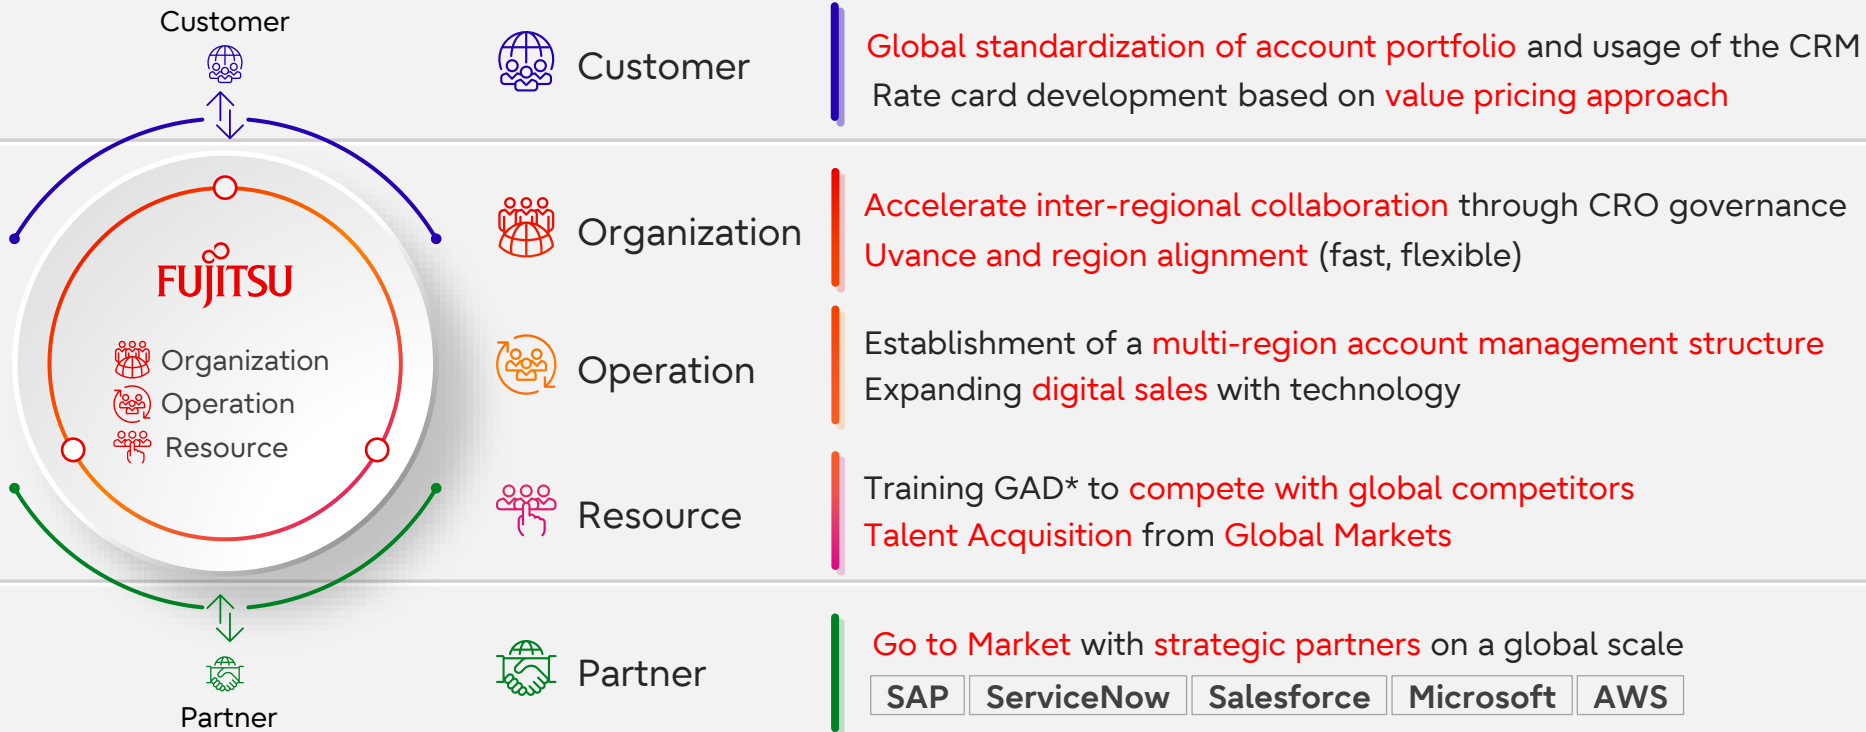 Customer
FUJITSU
Organization
Operation
Resource
Partner
Customer
Global standardization of account portfolio and usage of the CRM
Rate card development based on value pricing approach
Organization
Accelerate inter-regional collaboration through CRO governance
Uvance and region alignment (fast, flexible)
Operation
Establishment of a multi-region account management structure
Expanding digital sales with technology
Resource
Training GAD* to compete with global competitors
Talent Acquisition from Global Markets
Partner
Go to Market with strategic partners on a global scale
SAP ServiceNow Salesforce Microsoft AWS